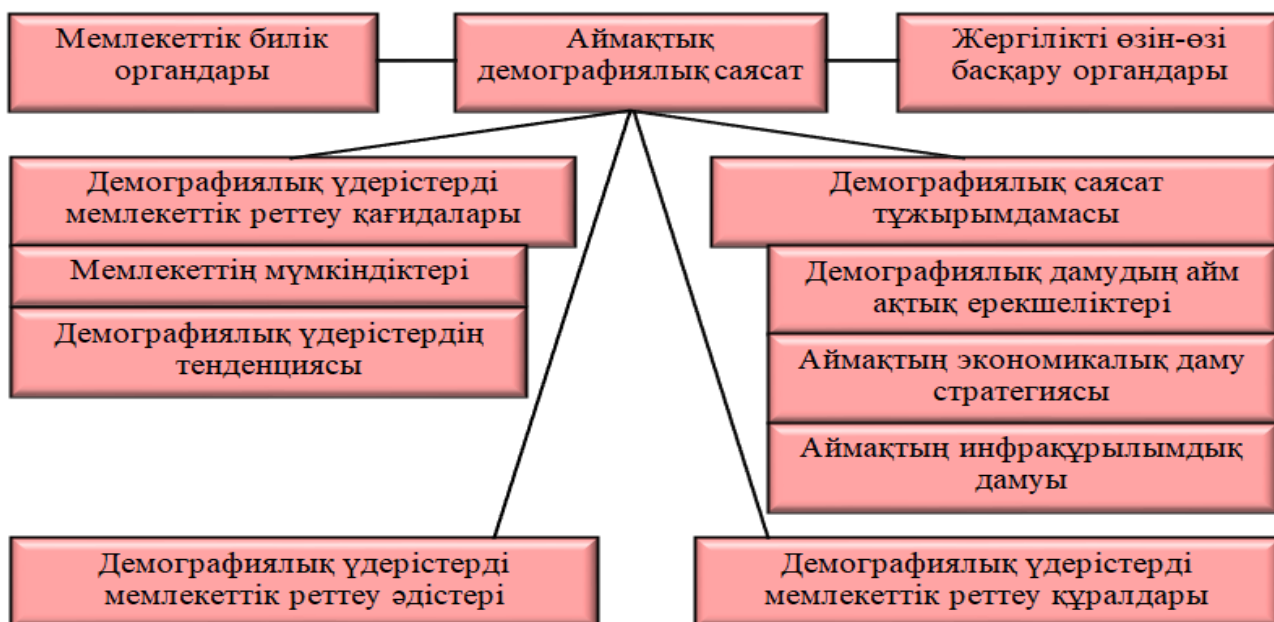 Мемлекеттік билік
органдары
Аймақтық
демографиялық саясат
Жергілікті өзін-өзі
басқару органдары
Демографиялық үдерістерді
мемлекеттік реттеу қағидалары
Мемлекеттің мүмкіндіктері
Демографиялық үдерістердің
тенденциясы
Демографиялық саясат
тұжырымдамасы
Демографиялық дамудың айм
ақтық ерекшеліктері
Аймақтың экономикалық даму
стратегиясы
Аймақтың инфрақұрылымдық
дамуы
Демографиялық үдерістерді
мемлекеттік реттеу әдістері
Демографиялық үдерістерді
мемлекеттік реттеу құралдары